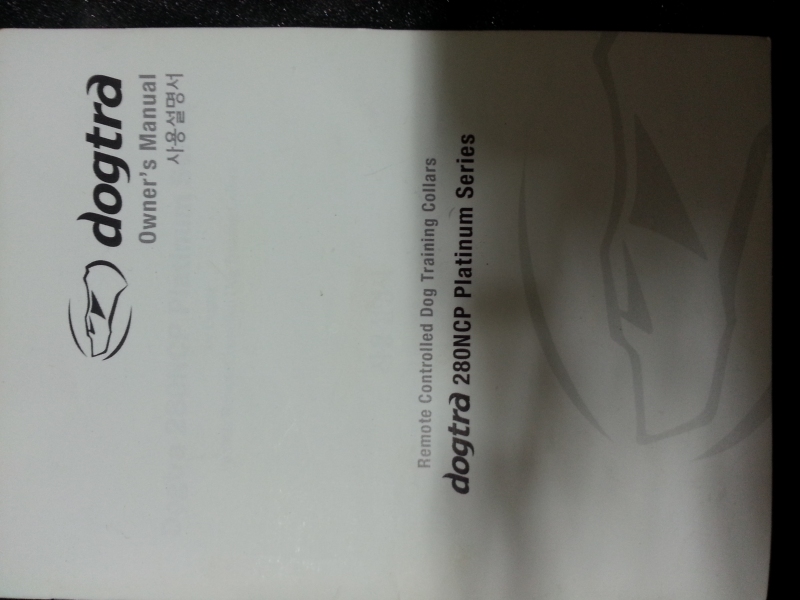 dogtra
Owner's Manual
사용설명서
Remote Controlled Dog Training Collars
dogtra 280NCP Platinum Series